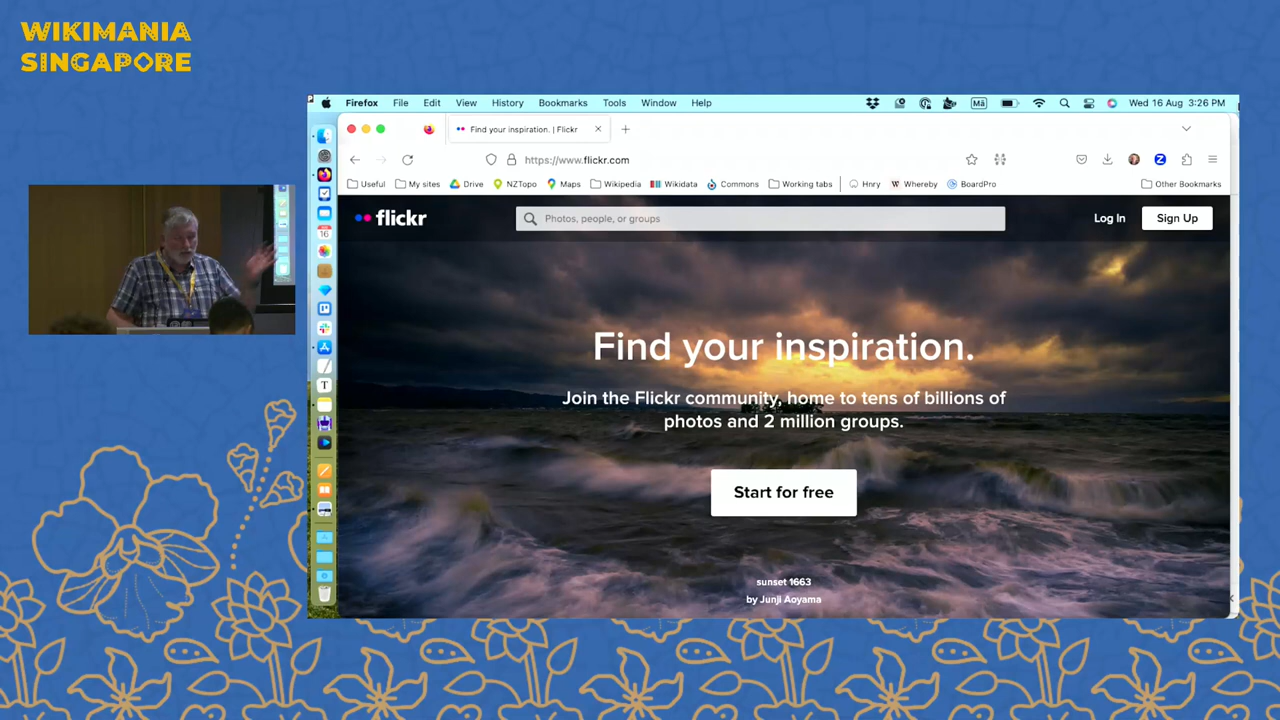 WIKIMANIA
SINGAPORE
Firefox File Edit View History Bookmarks Tools Window Help Mā Wed 16 Aug 3:26 PM
Find your inspiration. | Flickr
https://www.flickr.com
Useful My sites Drive NZTopo Maps Wikipedia Wikidata Commons Working tabs Hnry Whereby BoardPro Other Bookmarks
flickr Photos, people, or groups Log In Sign Up
Find your inspiration.
Join the Flickr community, home to tens of billions of
photos and 2 million groups.
Start for free
sunset 1663
by Junji Aoyama
16
T